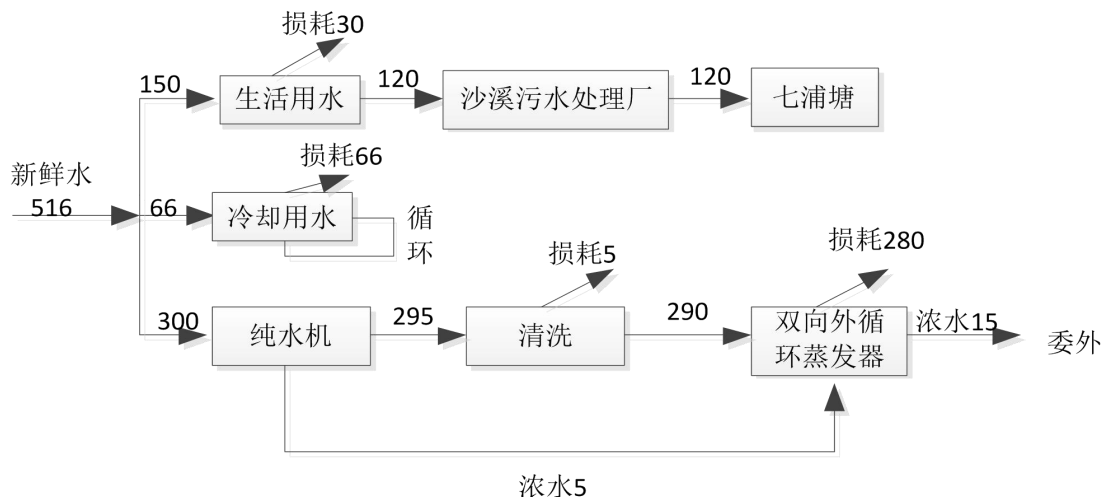 损耗30
150
生活用水
120
沙溪污水处理厂
120
七浦塘
新鲜水
516
66
损耗66
冷却用水
循
环
300
纯水机
295
损耗5
清洗
290
损耗280
双向外循
环蒸发器
浓水15
委外
浓水5